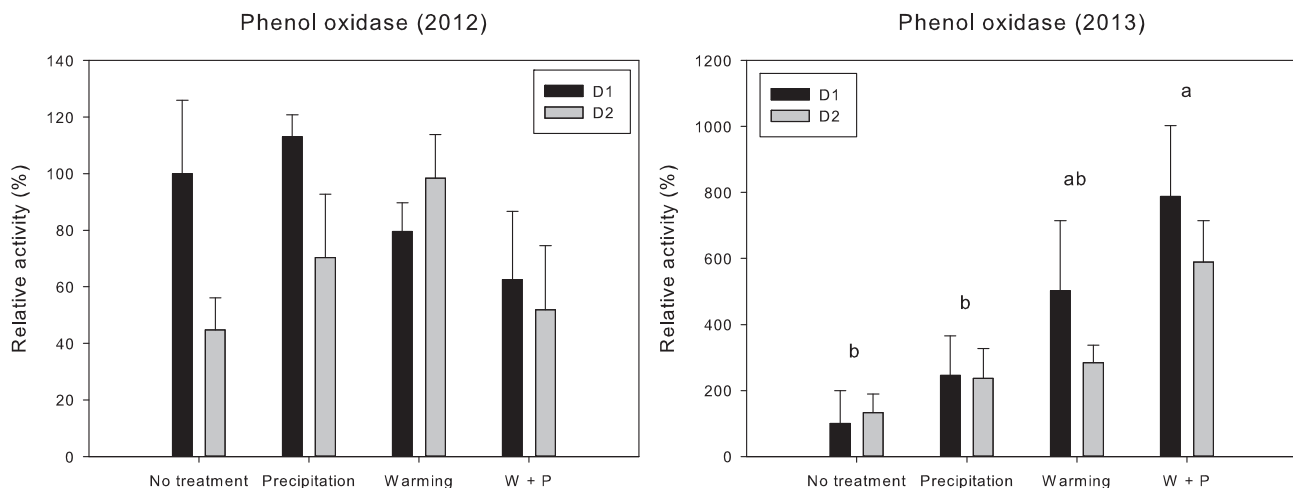 Phenol oxidase (2012)
Relative activity (%)
140
120
100
80
60
40
20
0
D1
D2
No treatment
Precipitation
Warming
W + P
Phenol oxidase (2013)
Relative activity (%)
1200
1000
800
600
400
200
0
D1
D2
b
b
ab
a
No treatment
Precipitation
Warming
W + P